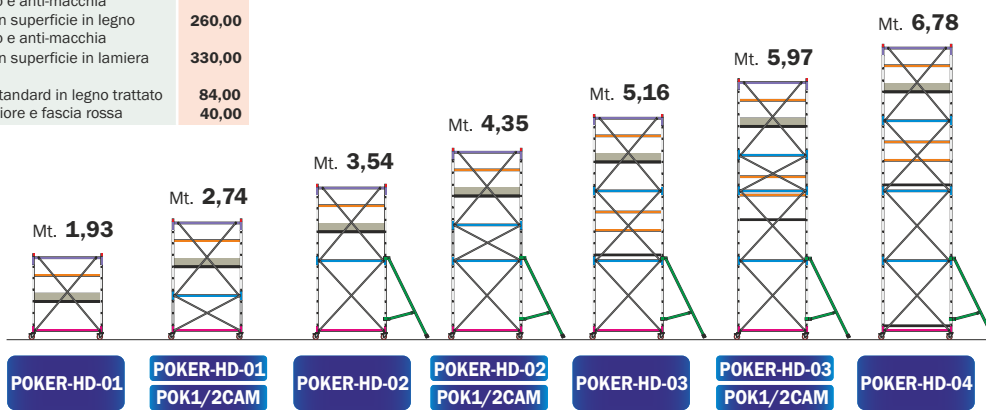 o e anti-macchia
n superficie in legno 260,00
o e anti-macchia
n superficie in lamiera 330,00
tandard in legno trattato 84,00
iore e fascia rossa 40,00
Mt. 1,93
Mt. 2,74
Mt. 3,54
Mt. 4,35
Mt. 5,16
Mt. 5,97
Mt. 6,78
POKER-HD-01
POKER-HD-01
POK1/2CAM
POKER-HD-02
POKER-HD-02
POK1/2CAM
POKER-HD-03
POKER-HD-03
POK1/2CAM
POKER-HD-04